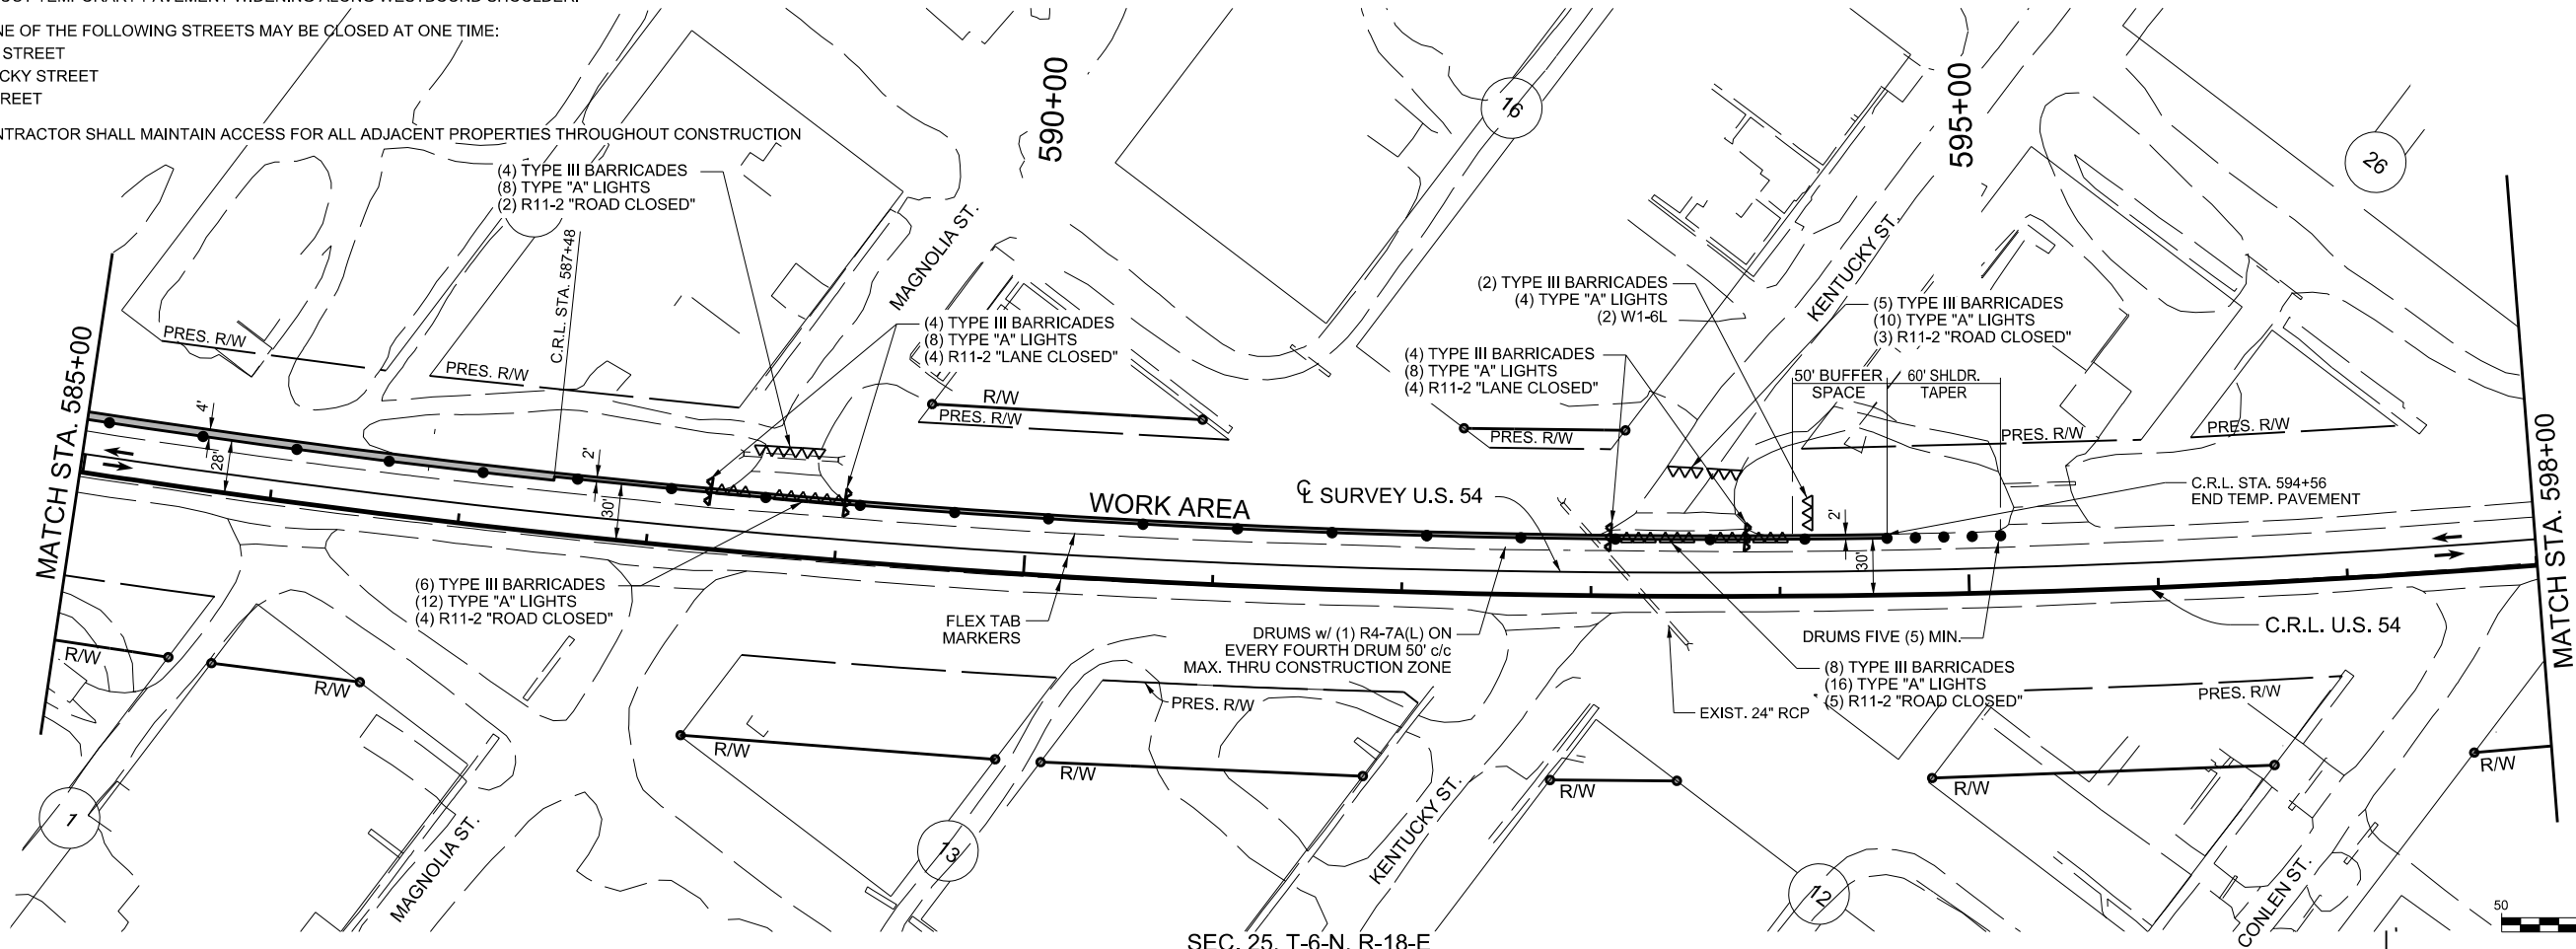 NE OF THE FOLLOWING STREETS MAY BE CLOSED AT ONE TIME:
STREET
CKY STREET
REET
NTRACTOR SHALL MAINTAIN ACCESS FOR ALL ADJACENT PROPERTIES THROUGHOUT CONSTRUCTION
590+00
595+00
16
26
(4) TYPE III BARRICADES
(8) TYPE "A" LIGHTS
(2) R11-2 "ROAD CLOSED"
C.R.L. STA. 587+48
MAGNOLIA ST.
(4) TYPE III BARRICADES
(8) TYPE "A" LIGHTS
(4) R11-2 "LANE CLOSED"
(2) TYPE III BARRICADES
(4) TYPE "A" LIGHTS
(2) W1-6L
KENTUCKY ST.
(5) TYPE III BARRICADES
(10) TYPE "A" LIGHTS
(3) R11-2 "ROAD CLOSED"
(4) TYPE III BARRICADES
(8) TYPE "A" LIGHTS
(4) R11-2 "LANE CLOSED"
50' BUFFER
SPACE
60' SHLDR.
TAPER
PRES. R/W
PRES. R/W
R/W
PRES. R/W
PRES. R/W
PRES. R/W
PRES. R/W
MATCH STA. 585+00
MATCH STA. 598+00
4'
28'
2'
30'
WORK AREA
℄ SURVEY U.S. 54
2'
30'
C.R.L. STA. 594+56
END TEMP. PAVEMENT
(6) TYPE III BARRICADES
(12) TYPE "A" LIGHTS
(4) R11-2 "ROAD CLOSED"
FLEX TAB
MARKERS
DRUMS w/ (1) R4-7A(L) ON
EVERY FOURTH DRUM 50' c/c
MAX. THRU CONSTRUCTION ZONE
DRUMS FIVE (5) MIN.
C.R.L. U.S. 54
(8) TYPE III BARRICADES
(16) TYPE "A" LIGHTS
(5) R11-2 "ROAD CLOSED"
EXIST. 24" RCP
R/W
R/W
R/W
R/W
PRES. R/W
R/W
R/W
PRES. R/W
R/W
1
MAGNOLIA ST.
13
KENTUCKY ST.
12
CONLEN ST.
50
SEC. 25, T-6-N, R-18-E